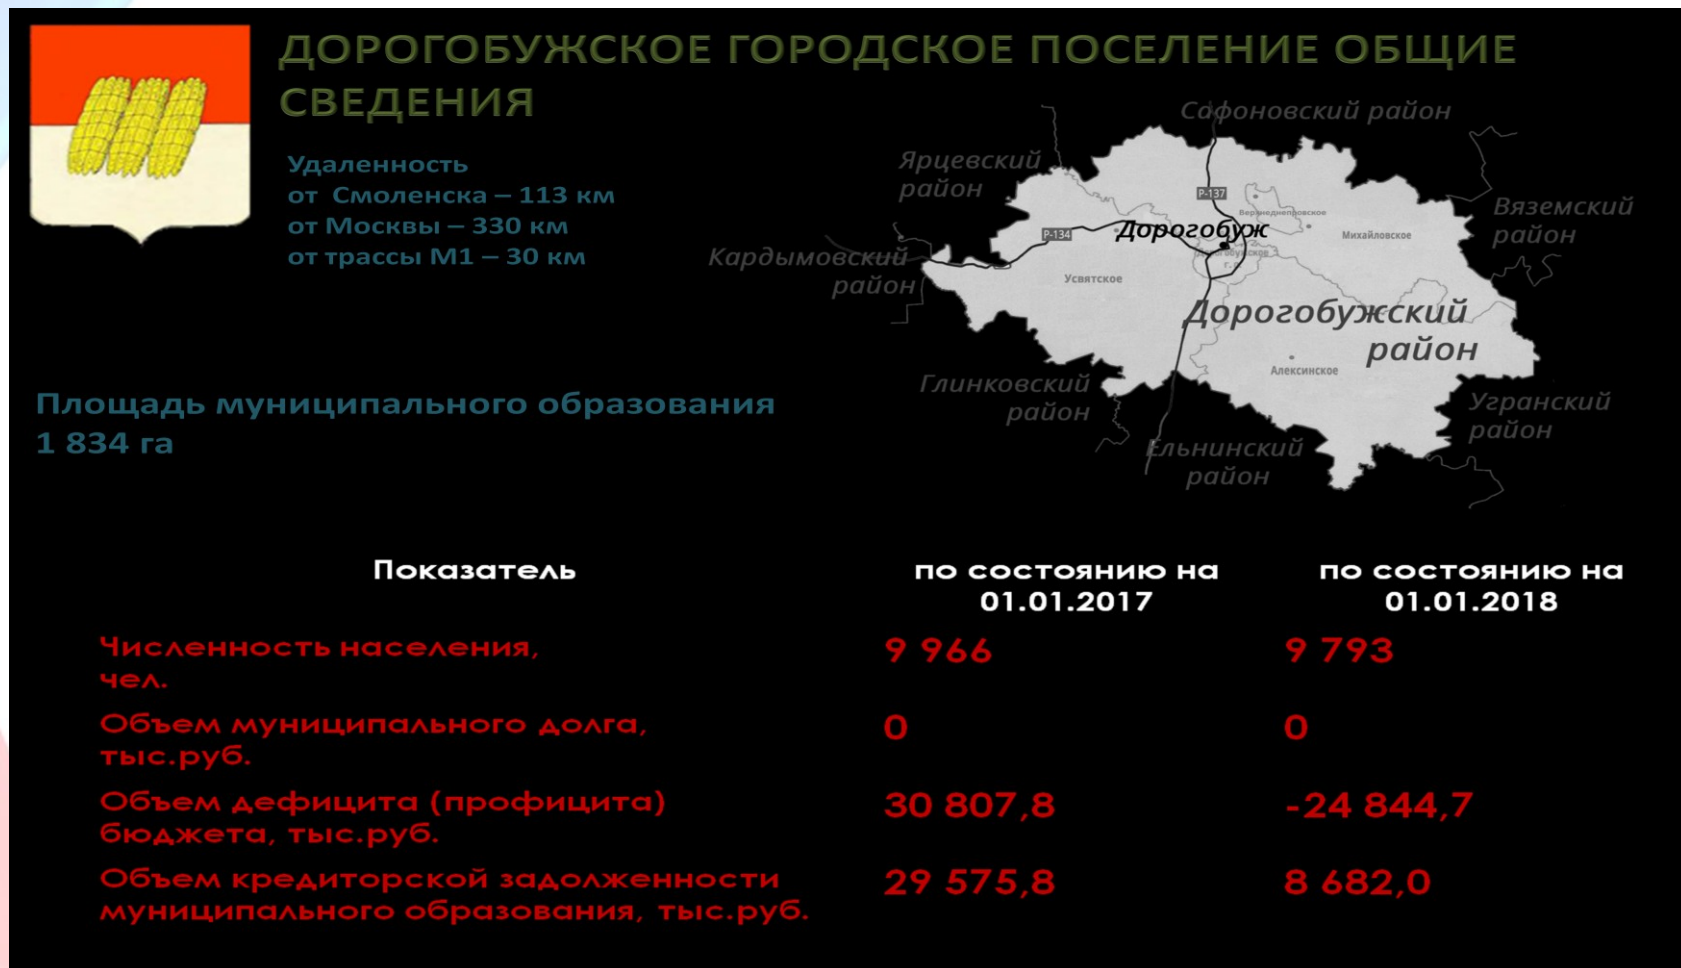 ДОРОГОБУЖСКОЕ ГОРОДСКОЕ ПОСЕЛЕНИЕ ОБЩИЕ
СВЕДЕНИЯ
Удаленность
от Смоленска – 113 км
от Москвы – 330 км
от трассы М1 – 30 км
Площадь муниципального образования
1 834 га
Сафоновский район
Ярцевский
район
Р-137
Вяземский
район
Верхнеднепровское
Р-134
Дорогобуж
Михайловское
Кардымовский
район
Дорогобужское
г.п.
Усвятское
Дорогобужский
район
Алексинское
Глинковский
район
Угранский
район
Ельнинский
район
Показатель
по состоянию на
01.01.2017
по состоянию на
01.01.2018
Численность населения,
чел.
9 966
9 793
Объем муниципального долга,
тыс.руб.
0
0
Объем дефицита (профицита)
бюджета, тыс.руб.
30 807,8
-24 844,7
Объем кредиторской задолженности
муниципального образования, тыс.руб.
29 575,8
8 682,0